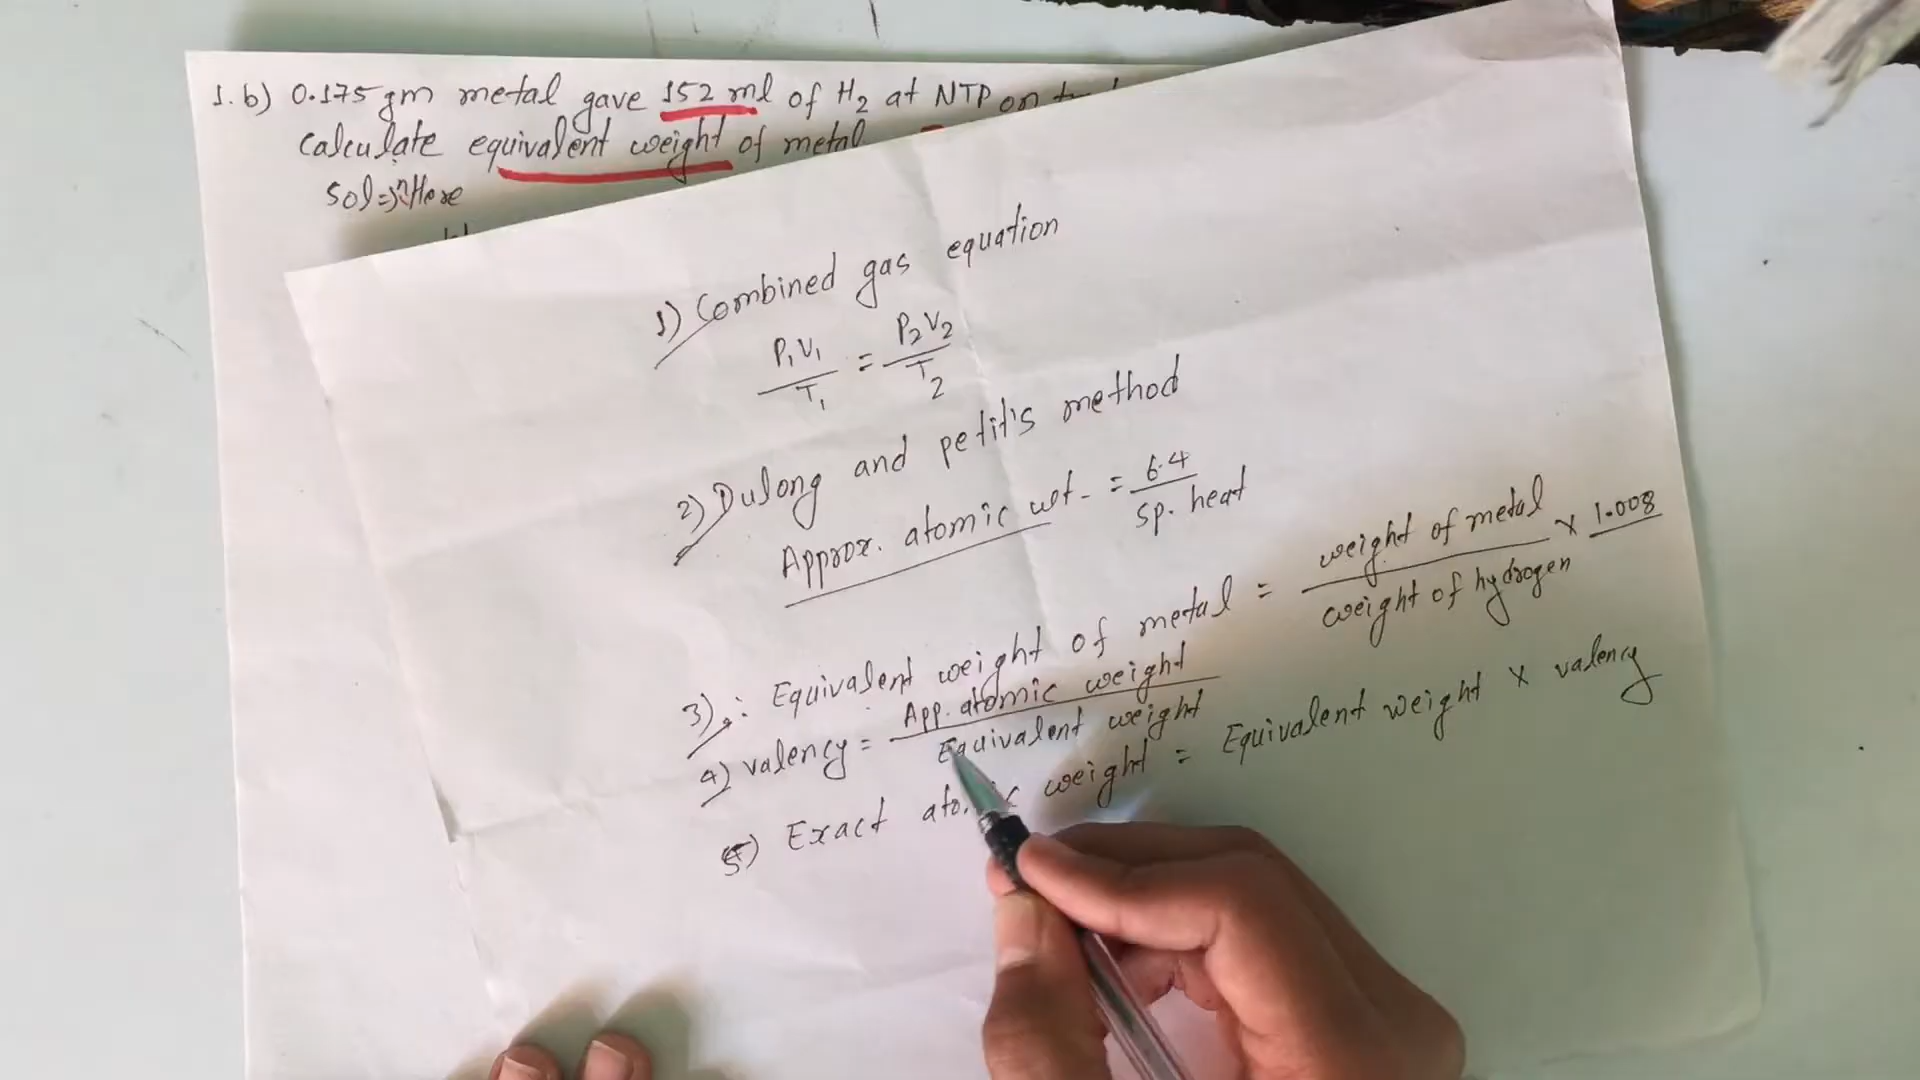 1.b) 0.175 gm metal gave 152 ml of H2 at NTP on
calculate equivalent weight of metal
sol=>n Here
1) Combined gas equation
P1V1/T1 = P2V2/T2
2) Dulong and petit's method
Approx. atomic wt- = 6.4/sp. heat
3) ∴ Equivalent weight of metal = weight of metal/weight of hydrogen x 1.008
4) valency = App. atomic weight/Equivalent weight
5) Exact weight = Equivalent weight x valency